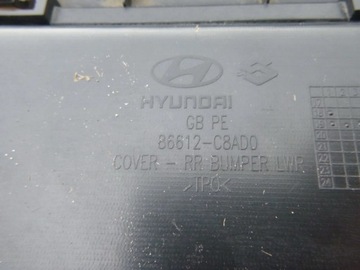 HYUNDAI
GB PE
86612-C8AD0
COVER - RR BUMPER LWR
>TPO<